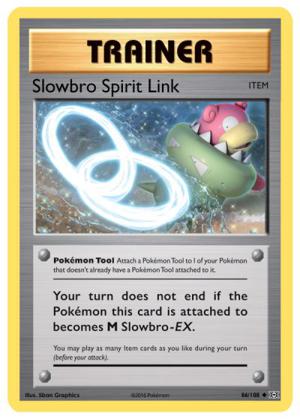 TRAINER
Slowbro Spirit Link
ITEM
Pokémon Tool Attach a Pokémon Tool to 1 of your Pokémon
that doesn't already have a Pokémon Tool attached to it.
Your turn does not end if the
Pokémon this card is attached to
becomes M Slowbro-EX.
You may play as many Item cards as you like during your turn
(before your attack).
Illus. 5ban Graphics
©2016 Pokémon
86/108